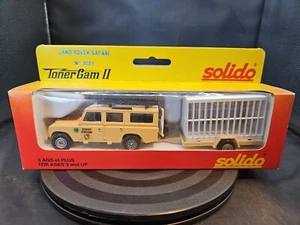 LAND ROVER SAFARI
solido
TonerGam II
5 ANS et PLUS
FOR AGES 5 AND UP
solido